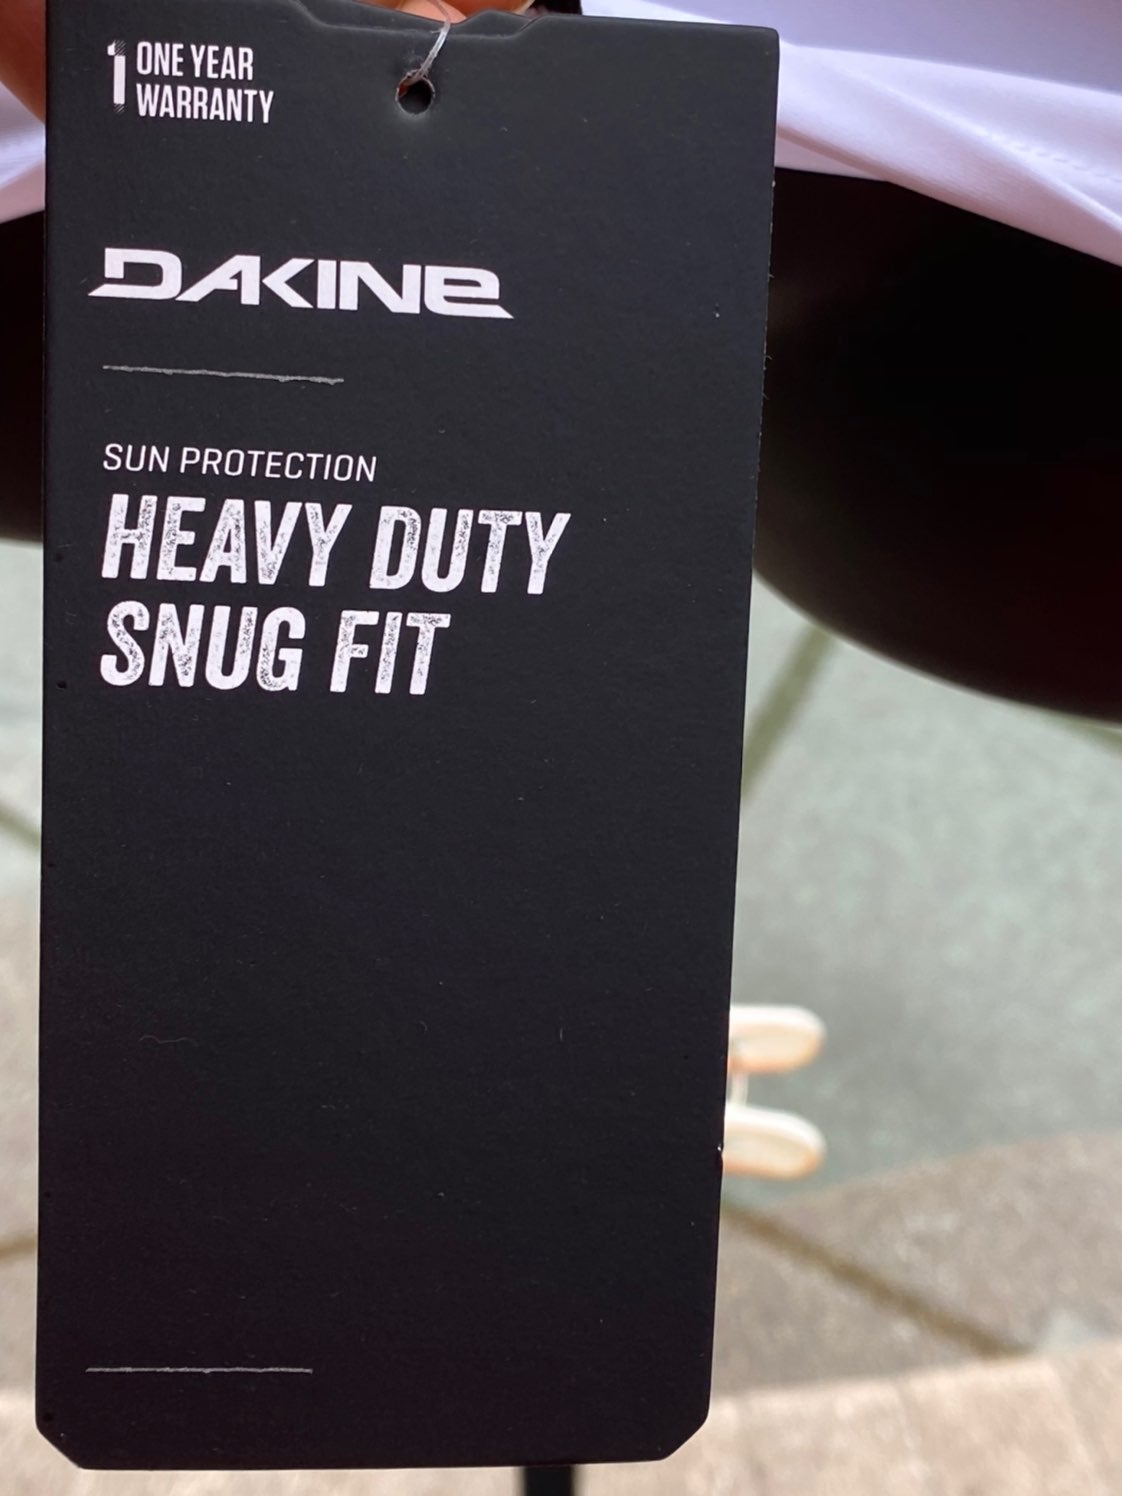 1 ONE YEAR
WARRANTY
DAKINE
SUN PROTECTION
HEAVY DUTY
SNUG FIT